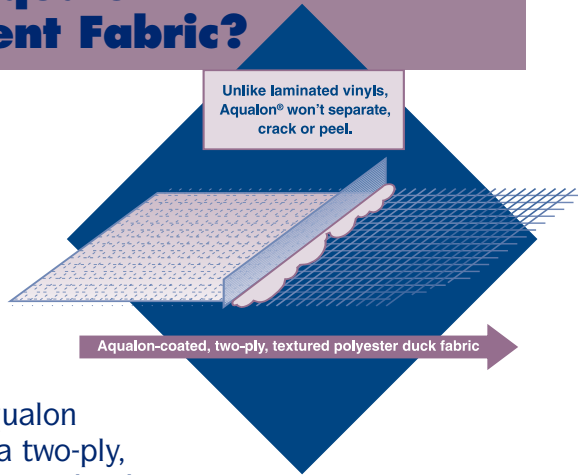 ent Fabric?
Unlike laminated vinyls,
Aqualon® won't separate,
crack or peel.
Aqualon-coated, two-ply, textured polyester duck fabric
qualon
a two-ply,